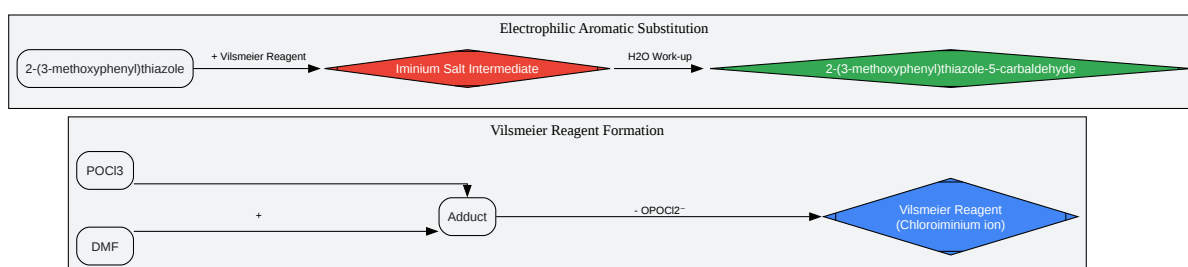 Electrophilic Aromatic Substitution
2-(3-methoxyphenyl)thiazole
+ Vilsmeier Reagent
Iminium Salt Intermediate
H2O Work-up
2-(3-methoxyphenyl)thiazole-5-carbaldehyde
Vilsmeier Reagent Formation
POCl3
+
DMF
Adduct
- OPOCl2⁻
Vilsmeier Reagent
(Chloroiminium ion)